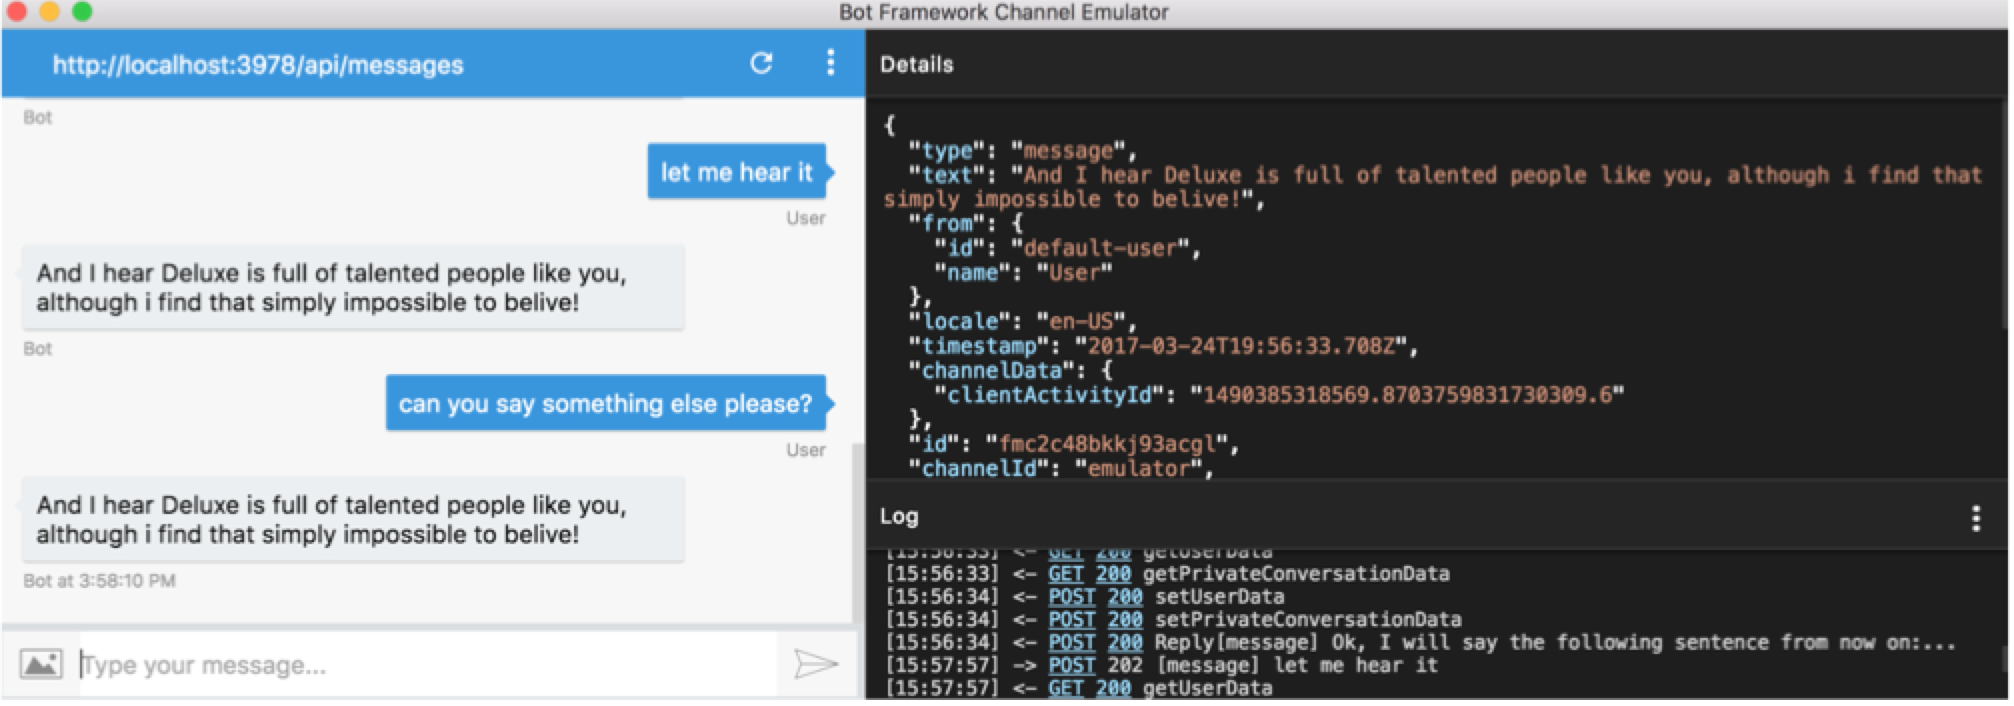 Bot Framework Channel Emulator
http://localhost:3978/api/messages
Bot
let me hear it
User
And I hear Deluxe is full of talented people like you,
although i find that simply impossible to belive!
Bot
can you say something else please?
User
And I hear Deluxe is full of talented people like you,
although i find that simply impossible to belive!
Bot at 3:58:10 PM
Type your message...
Details
{
"type": "message",
"text": "And I hear Deluxe is full of talented people like you, although i find that
simply impossible to belive!",
"from": {
"id": "default-user",
"name": "User"
},
"locale": "en-US",
"timestamp": "2017-03-24T19:56:33.708Z",
"channelData": {
"clientActivityId": "1490385318569.8703759831730309.6"
},
"id": "fmc2c48bkkj93acgl",
"channelId": "emulator",
Log
[15:56:33] <- GET 200 getUserData
[15:56:33] <- GET 200 getPrivateConversationData
[15:56:34] <- POST 200 setUserData
[15:56:34] <- POST 200 setPrivateConversationData
[15:56:34] <- POST 200 Reply[message] Ok, I will say the following sentence from now on:...
[15:57:57] -> POST 202 [message] let me hear it
[15:57:57] <- GET 200 getUserData